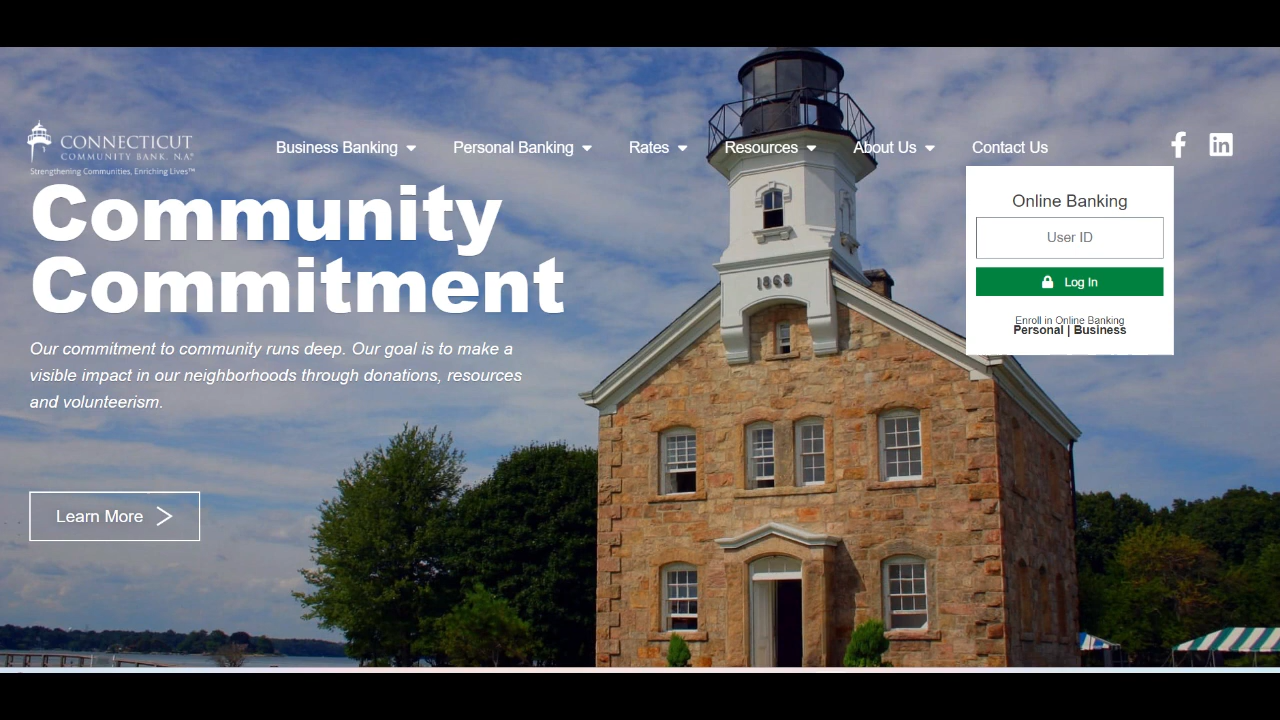 CONNECTICUT
COMMUNITY BANK, N.A.®
Strengthening Communities, Enriching Lives™
Business Banking
Personal Banking
Rates
Resources
About Us
Contact Us
Community
Commitment
Our commitment to community runs deep. Our goal is to make a
visible impact in our neighborhoods through donations, resources
and volunteerism.
Learn More
Online Banking
User ID
Log In
Enroll in Online Banking
Personal | Business
1868